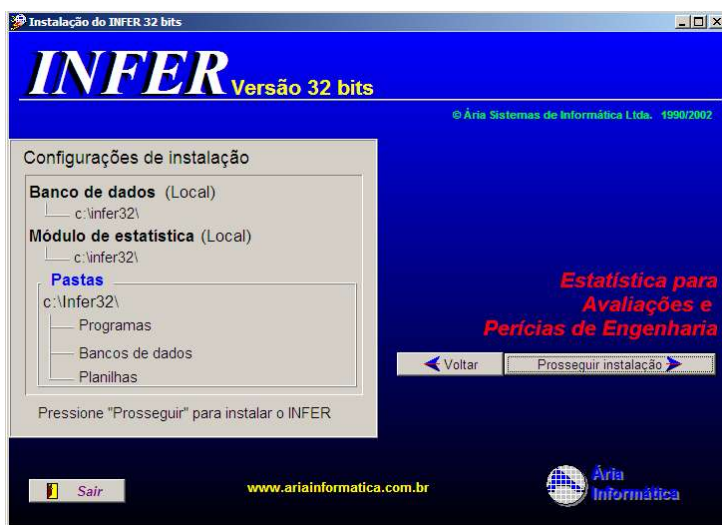 Instalação do INFER 32 bits
INFER Versão 32 bits
© Ária Sistemas de Informática Ltda. 1990/2002
Configurações de instalação
Banco de dados (Local)
c:\infer32\
Módulo de estatística (Local)
c:\infer32\
Pastas
c:\Infer32\
Programas
Bancos de dados
Planilhas
Pressione "Prosseguir" para instalar o INFER
Estatística para
Avaliações e
Perícias de Engenharia
Voltar
Prosseguir instalação
Sair
www.ariainformatica.com.br
Ária
Informática